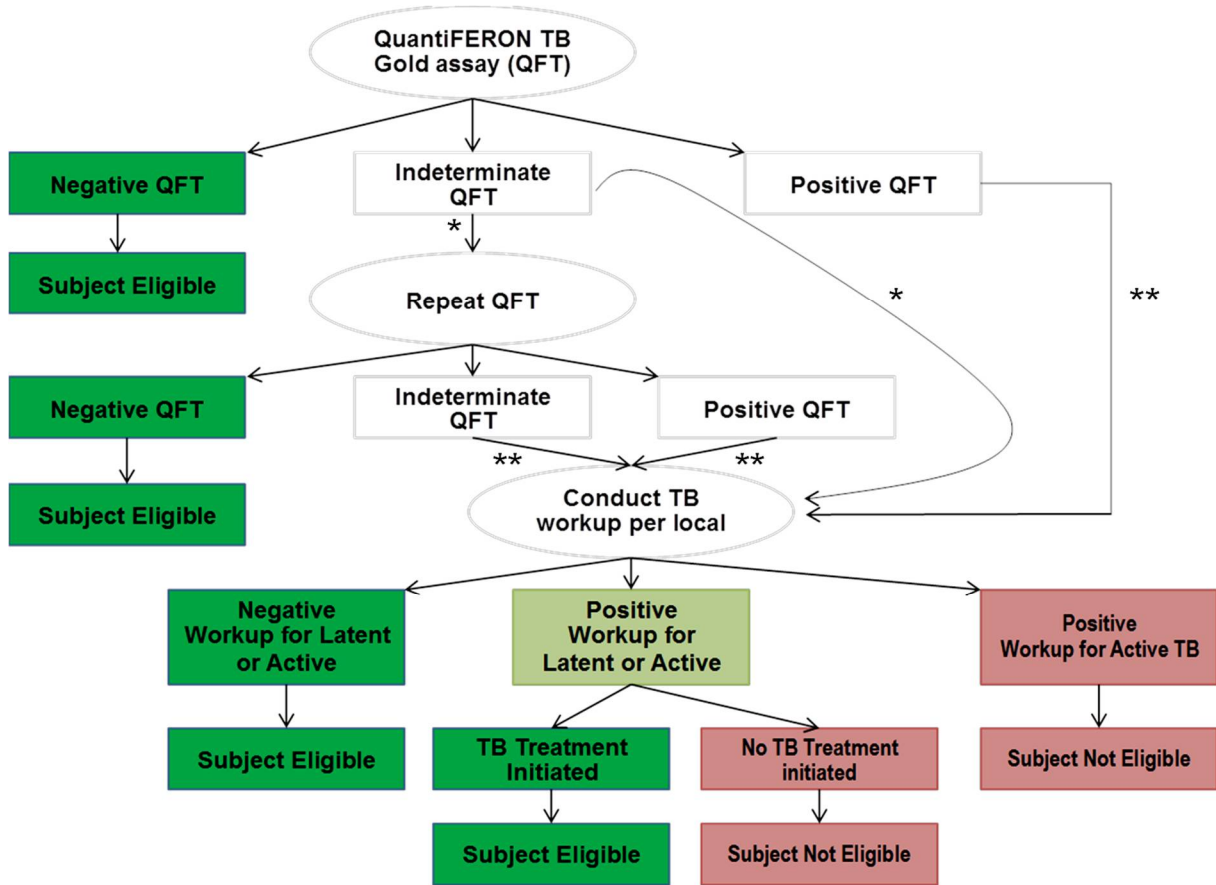 QuantiFERON TB
Gold assay (QFT)
Negative QFT
Indeterminate
QFT
Positive QFT
*
Subject Eligible
Repeat QFT
*
**
Negative QFT
Indeterminate
QFT
Positive QFT
**
**
Subject Eligible
Conduct TB
workup per local
Negative
Workup for Latent
or Active
Positive
Workup for
Latent or Active
Positive
Workup for Active TB
Subject Eligible
TB Treatment
Initiated
No TB Treatment
initiated
Subject Not Eligible
Subject Eligible
Subject Not Eligible